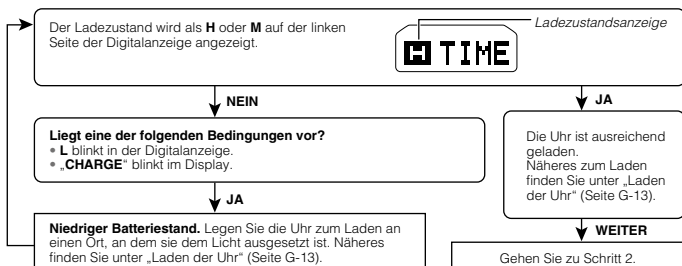 Der Ladezustand wird als H oder M auf der linken
Seite der Digitalanzeige angezeigt.
Ladezustandsanzeige
H TIME
NEIN
JA
Liegt eine der folgenden Bedingungen vor?
• L blinkt in der Digitalanzeige.
• „CHARGE“ blinkt im Display.
Die Uhr ist ausreichend
geladen.
Näheres zum Laden
finden Sie unter „Laden
der Uhr“ (Seite G-13).
JA
Niedriger Batteriestand. Legen Sie die Uhr zum Laden an
einen Ort, an dem sie dem Licht ausgesetzt ist. Näheres
finden Sie unter „Laden der Uhr“ (Seite G-13).
WEITER
Gehen Sie zu Schritt 2.